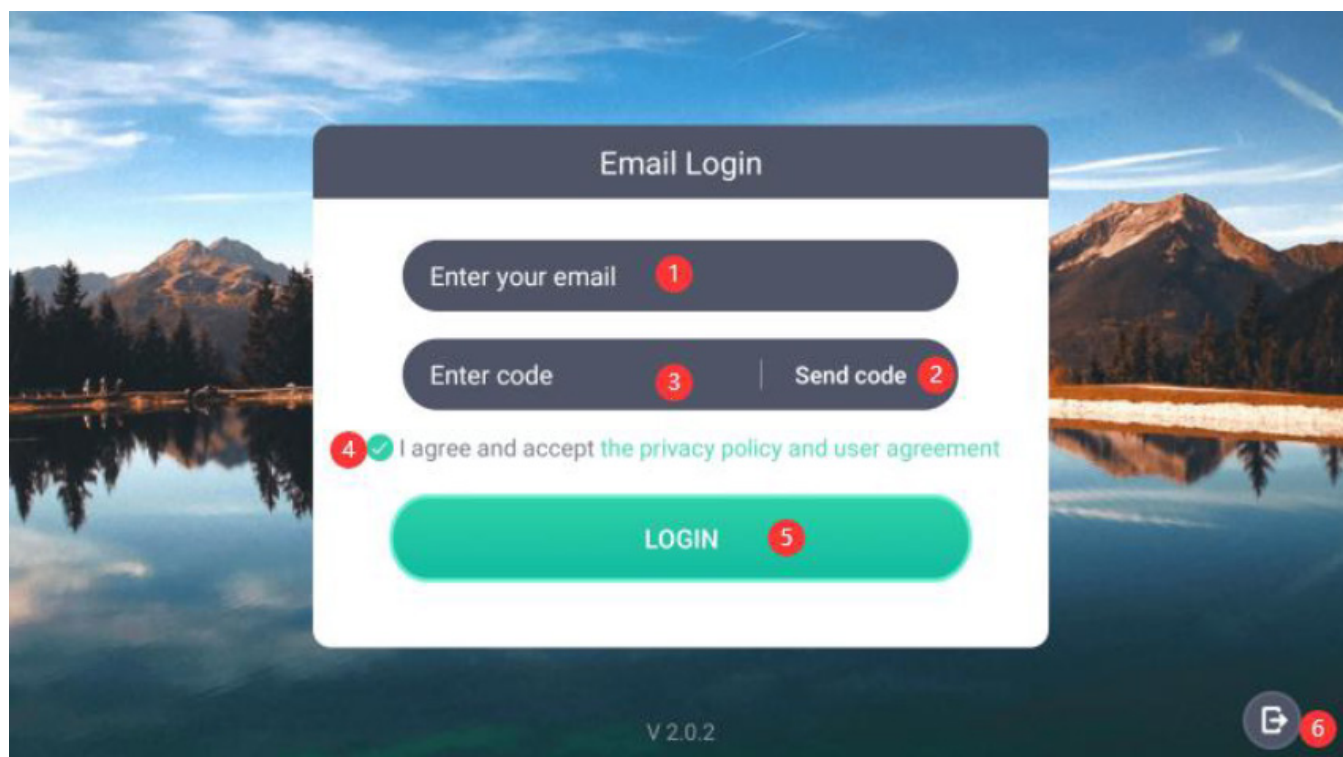 Email Login
Enter your email 1
Enter code 3 Send code 2
4 I agree and accept the privacy policy and user agreement
LOGIN 5
V 2.0.2
6